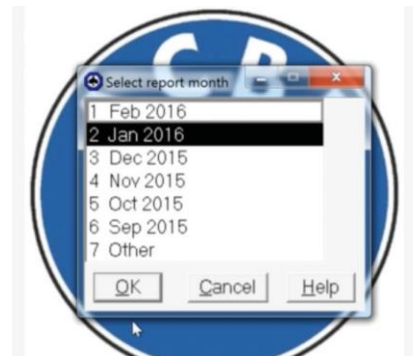 C P
Select report month
1 Feb 2016
2 Jan 2016
3 Dec 2015
4 Nov 2015
5 Oct 2015
6 Sep 2015
7 Other
OK Cancel Help